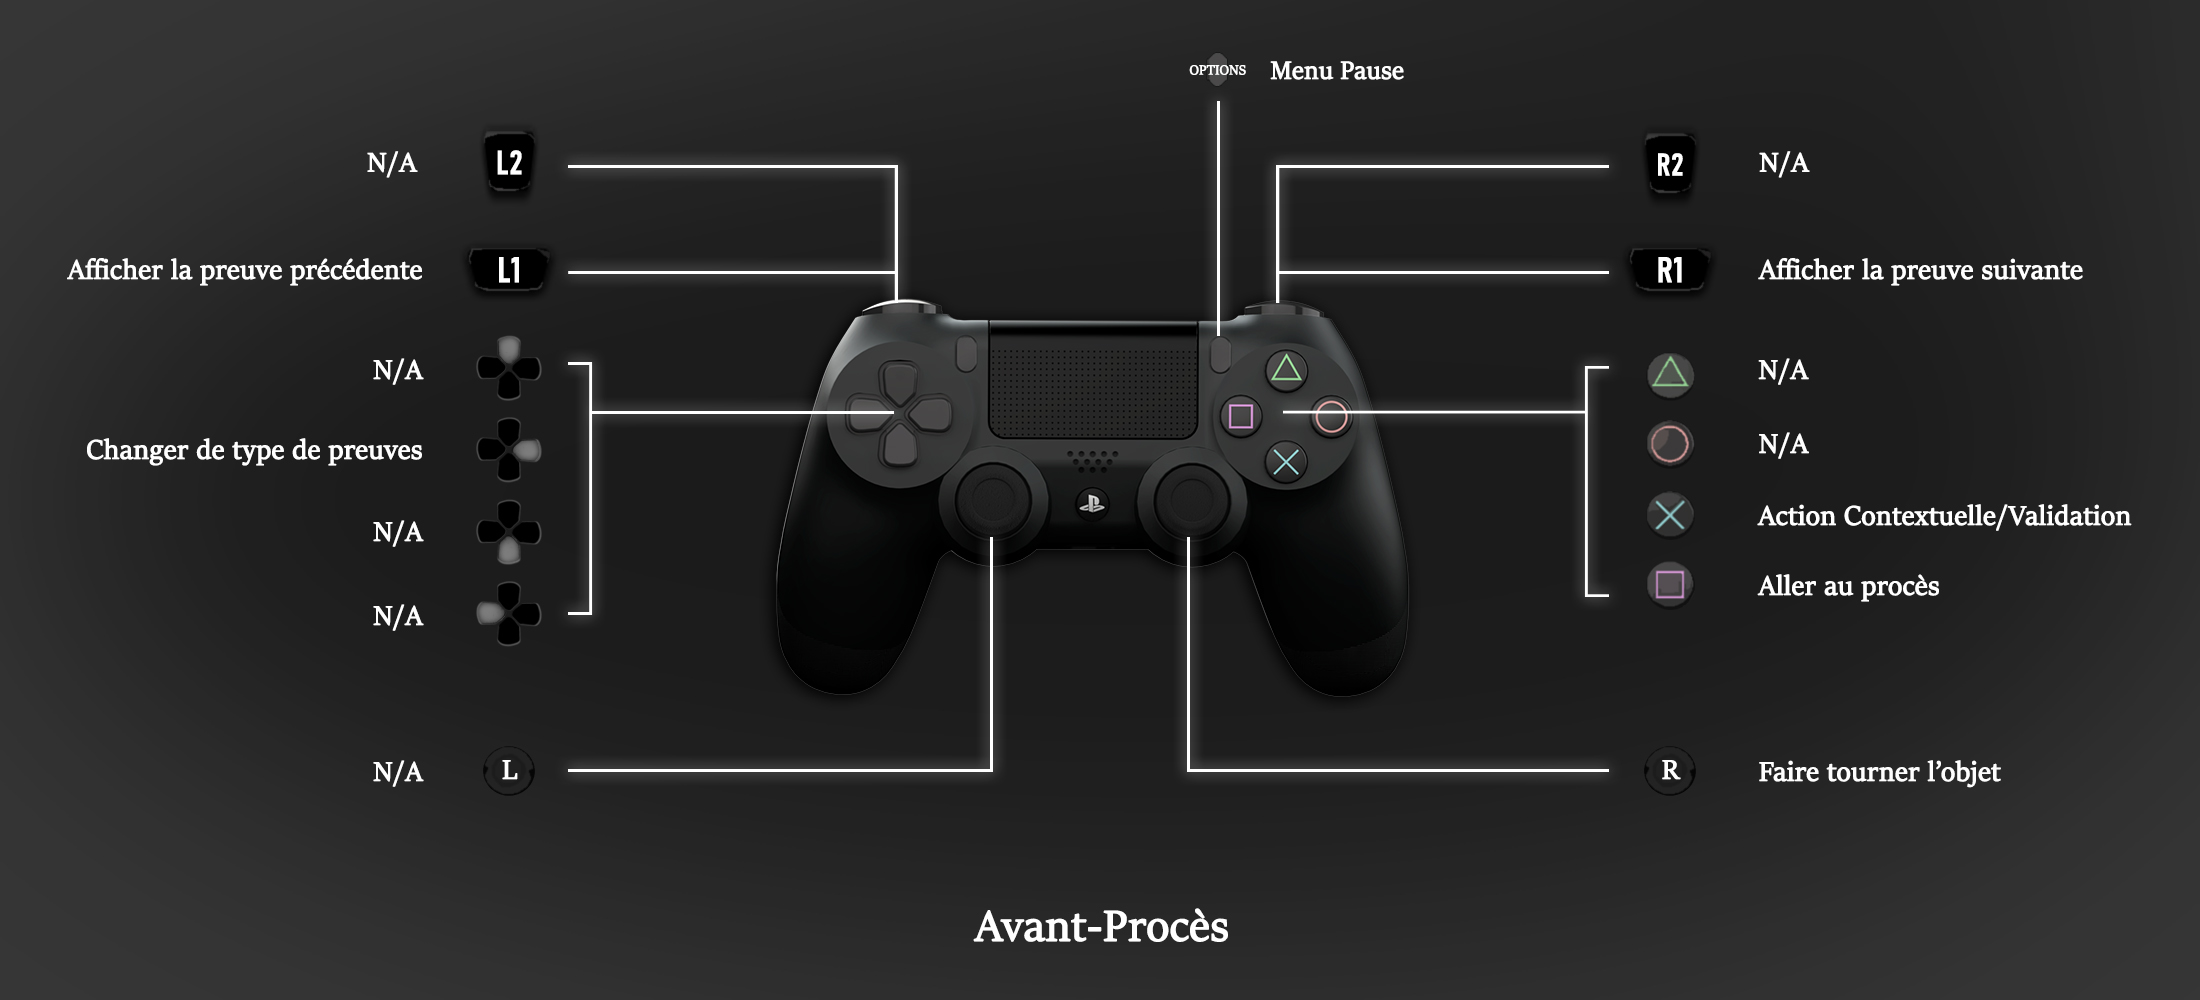 OPTIONS Menu Pause
N/A L2
R2 N/A
Afficher la preuve précédente L1
R1 Afficher la preuve suivante
N/A
N/A
N/A
Changer de type de preuves
Action Contextuelle/Validation
N/A
Aller au procès
N/A
N/A L
R Faire tourner l'objet
Avant-Procès